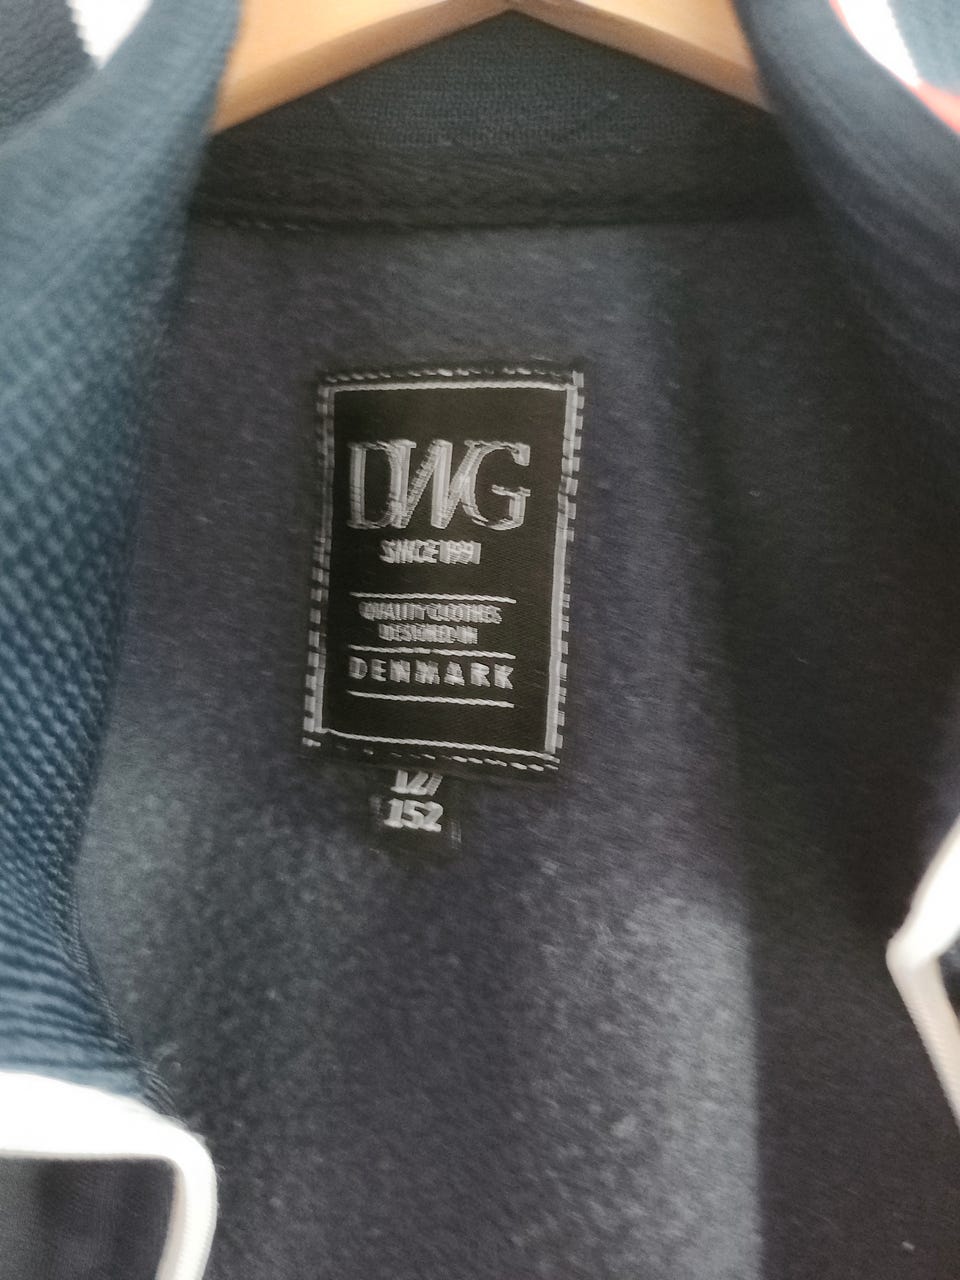 DWG
SINCE 1991
QUALITY CLOTHES
DESIGNED IN
DENMARK
12/
152